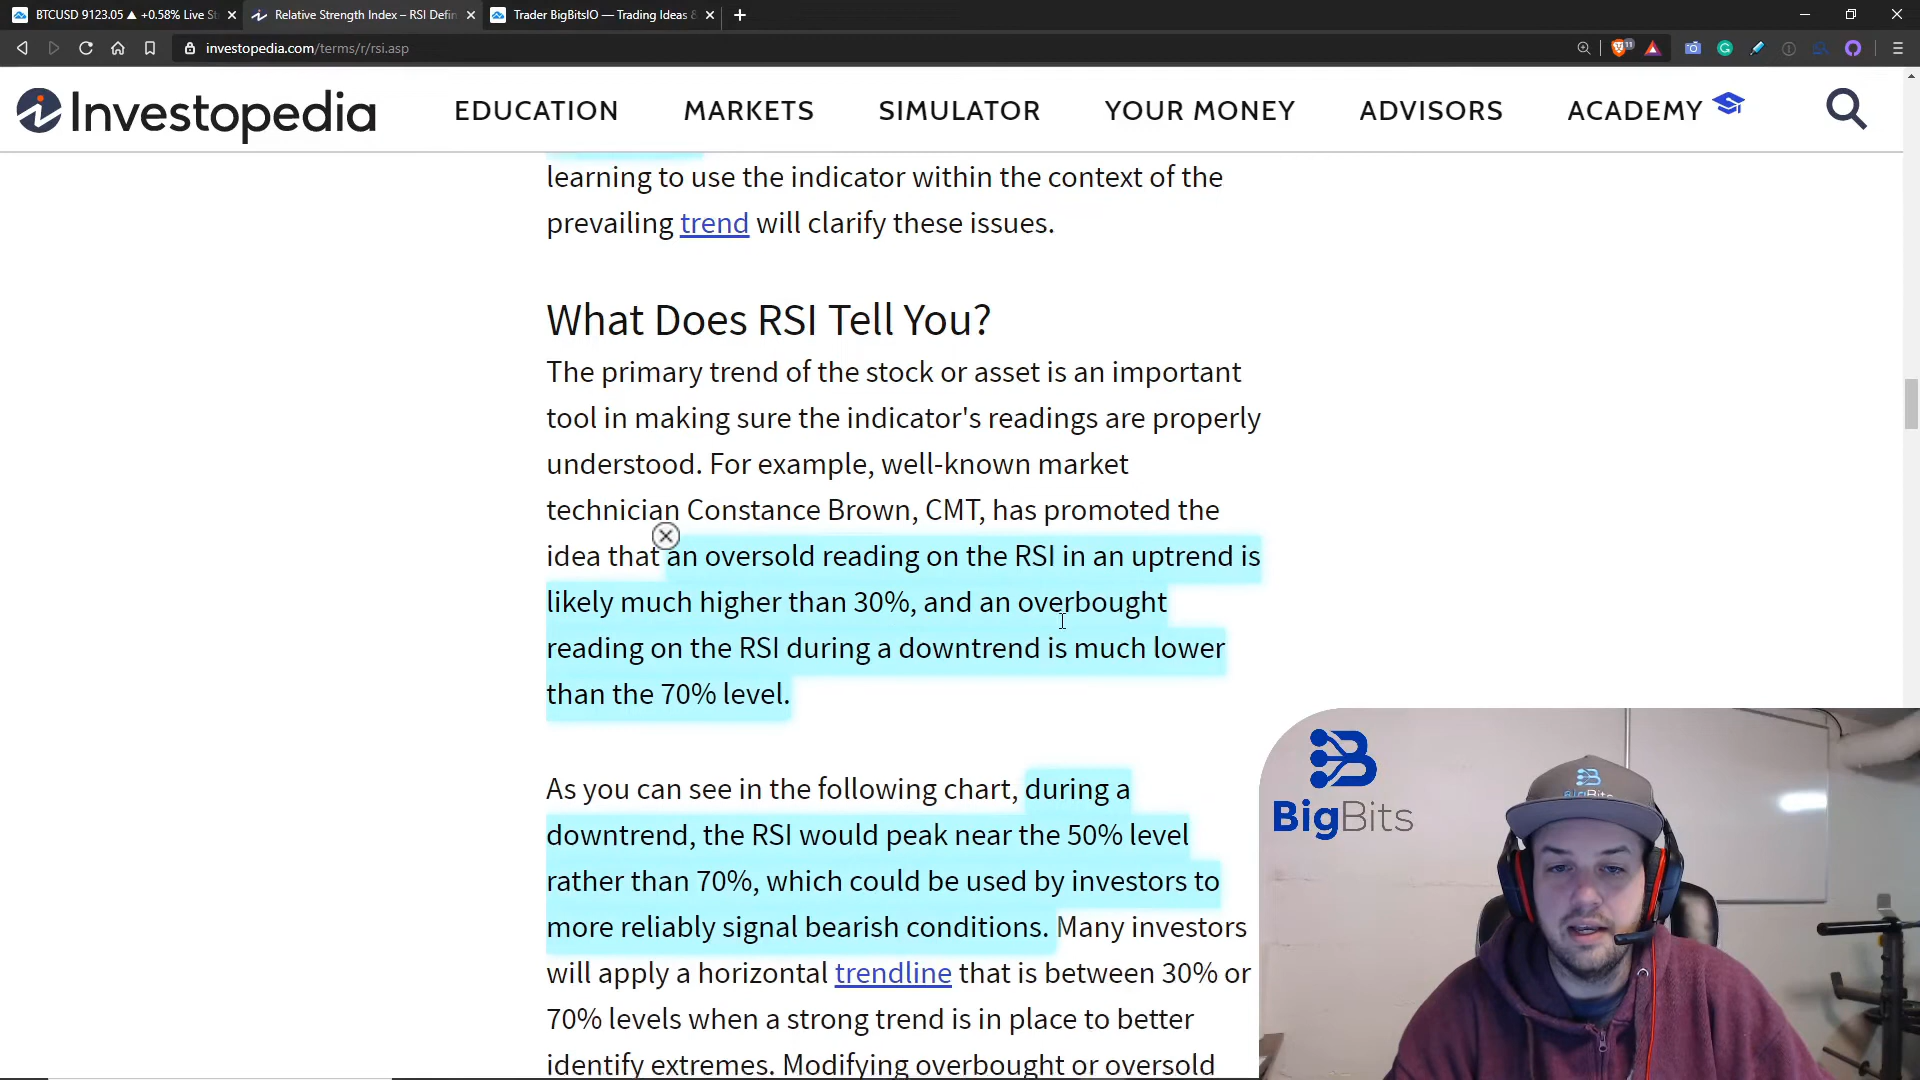 BTCUSD 9123.05 ▲ +0.58% Live St
Relative Strength Index – RSI Defin
Trader BigBitsIO — Trading Ideas &
investopedia.com/terms/r/rsi.asp
11
Investopedia
EDUCATION
MARKETS
SIMULATOR
YOUR MONEY
ADVISORS
ACADEMY
learning to use the indicator within the context of the
prevailing trend will clarify these issues.
What Does RSI Tell You?
The primary trend of the stock or asset is an important
tool in making sure the indicator's readings are properly
understood. For example, well-known market
technician Constance Brown, CMT, has promoted the
idea that an oversold reading on the RSI in an uptrend is
likely much higher than 30%, and an overbought
reading on the RSI during a downtrend is much lower
than the 70% level.
As you can see in the following chart, during a
downtrend, the RSI would peak near the 50% level
rather than 70%, which could be used by investors to
more reliably signal bearish conditions. Many investors
will apply a horizontal trendline that is between 30% or
70% levels when a strong trend is in place to better
identify extremes. Modifying overbought or oversold
BigBits
BigBits